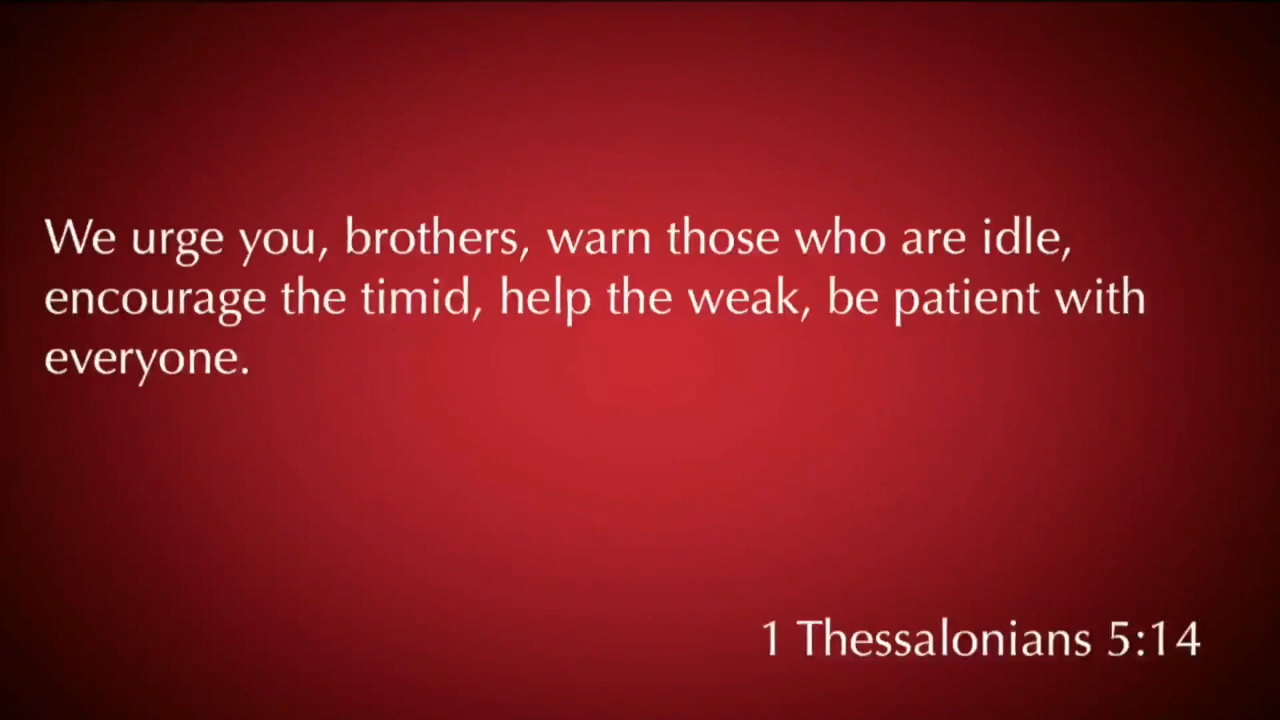 We urge you, brothers, warn those who are idle,
encourage the timid, help the weak, be patient with
everyone.
1 Thessalonians 5:14